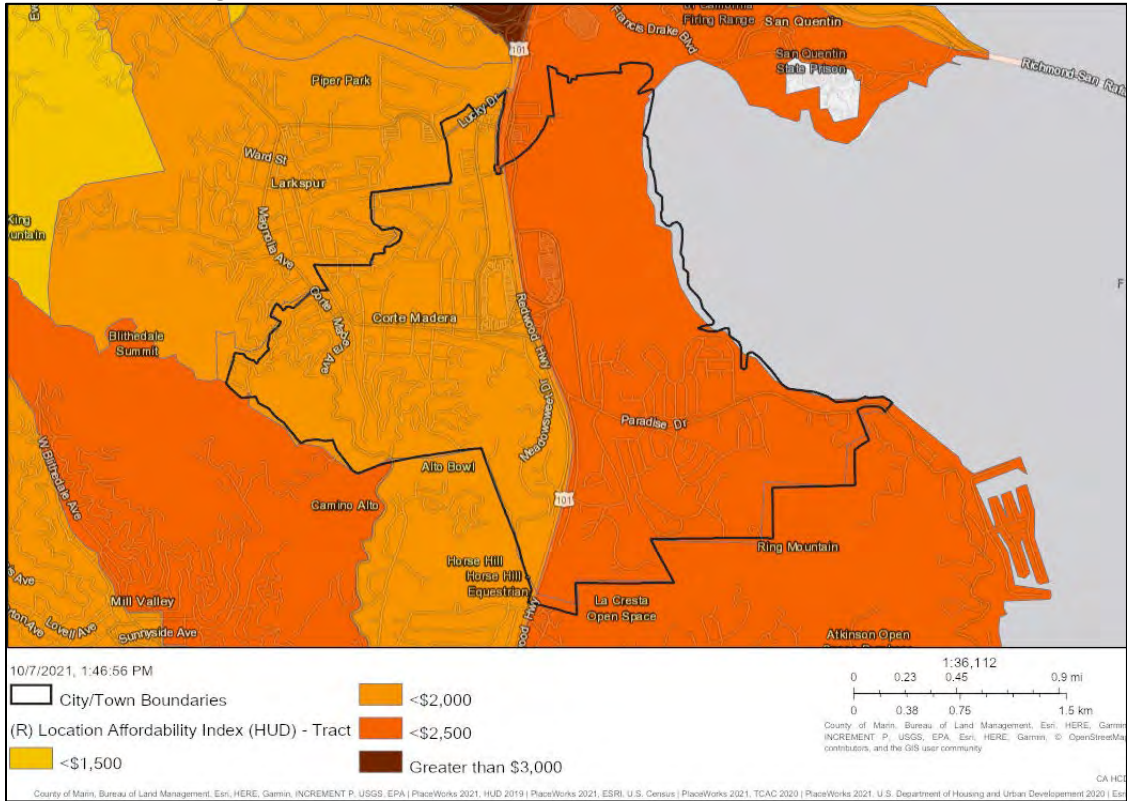 Francis Drake Blvd
Firing Range
San Quentin
101
San Quentin
State Prison
Piper Park
Lucky Dr
Ward St
Larkspur
King
Magnolia Ave
Redwood Hwy
Corte Madera
Corte Madera Ave
Blithedale
Summit
Meadowsweet
Paradise Dr
W Blithedale Ave
Alto Bowl
Camino Alto
101
Ring Mountain
Horse Hill
Horse Hill -
Equestrian
Mill Valley
La Cresta
Open Space
Lovell Ave
Sunnyside Ave
Atkinson Open
10/7/2021, 1:46:56 PM
City/Town Boundaries
(R) Location Affordability Index (HUD) - Tract
<$1,500
<$2,000
<$2,500
Greater than $3,000
1:36,112
0 0.23 0.45 0.9 mi
0 0.38 0.75 1.5 km
County of Marin, Bureau of Land Management, Esri, HERE, Garmin,
INCREMENT P, USGS, EPA, Esri, HERE, Garmin, © OpenStreetMap
contributors, and the GIS user community
CA HCD
County of Marin, Bureau of Land Management, Esri, HERE, Garmin, INCREMENT P, USGS, EPA | PlaceWorks 2021, HUD 2019 | PlaceWorks 2021, ESRI, U.S. Census | PlaceWorks 2021, TCAC 2020 | PlaceWorks 2021, U.S. Department of Housing and Urban Developement 2020 | Esri